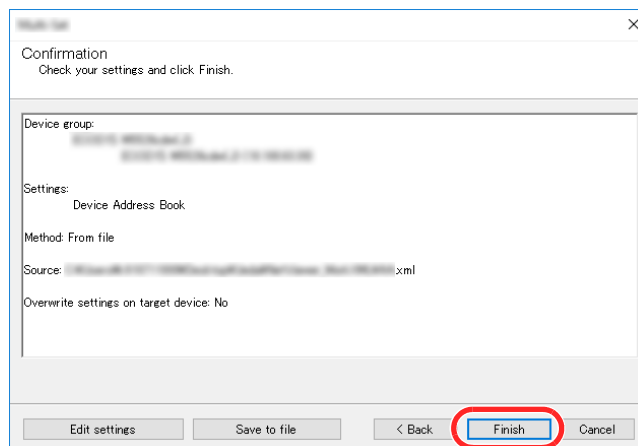 Confirmation
Check your settings and click Finish.
Device group:
Settings:
Device Address Book
Method: From file
Source: .xml
Overwrite settings on target device: No
Edit settings
Save to file
< Back
Finish
Cancel